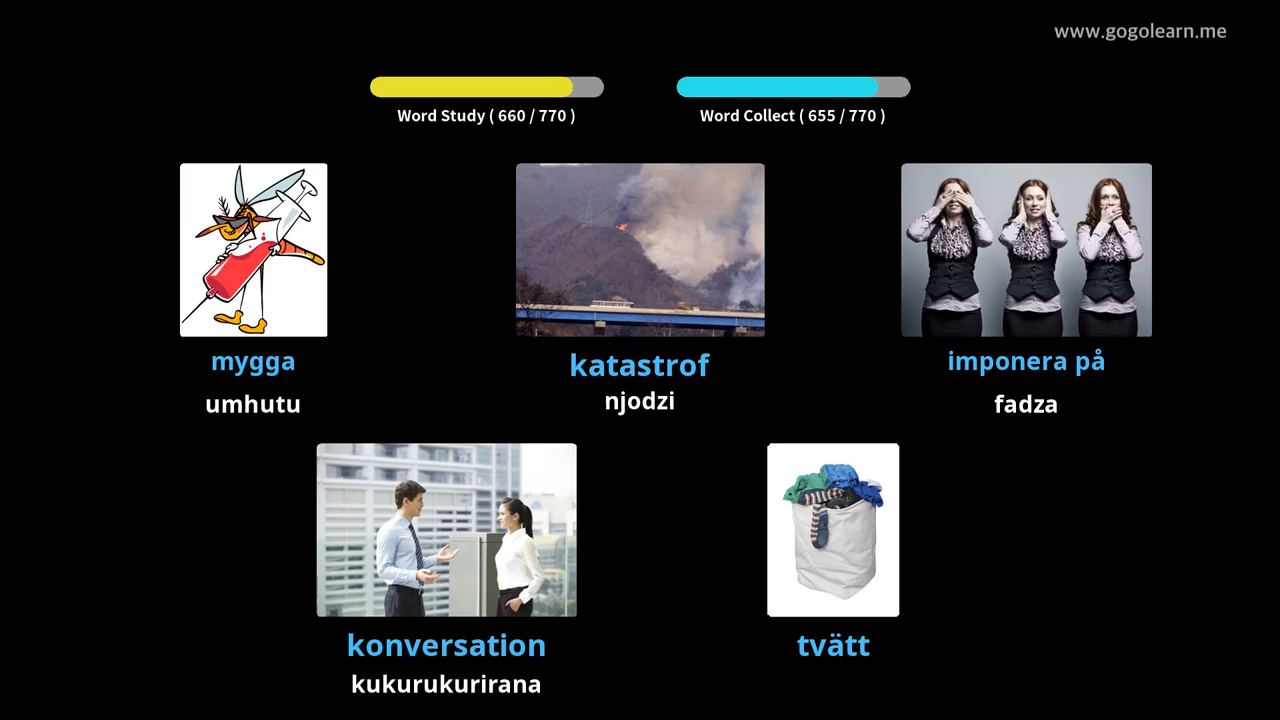 www.gogolearn.me
Word Study ( 660 / 770 )
Word Collect ( 655 / 770 )
mygga
umhutu
katastrof
njodzi
imponera på
fadza
konversation
kukurukurirana
tvätt